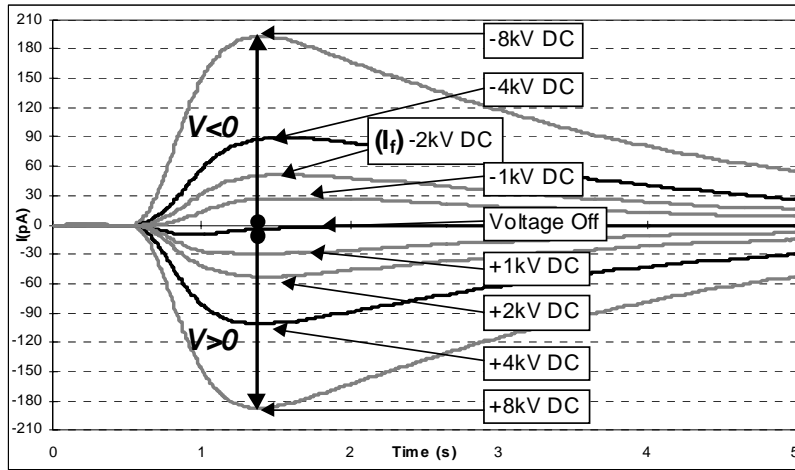 210
180
150
120
90
60
30
0
-30
-60
-90
-120
-150
-180
-210
I(pA)
0
1
2
3
4
5
Time (s)
V<0
V>0
-8kV DC
-4kV DC
(If) -2kV DC
-1kV DC
Voltage Off
+1kV DC
+2kV DC
+4kV DC
+8kV DC